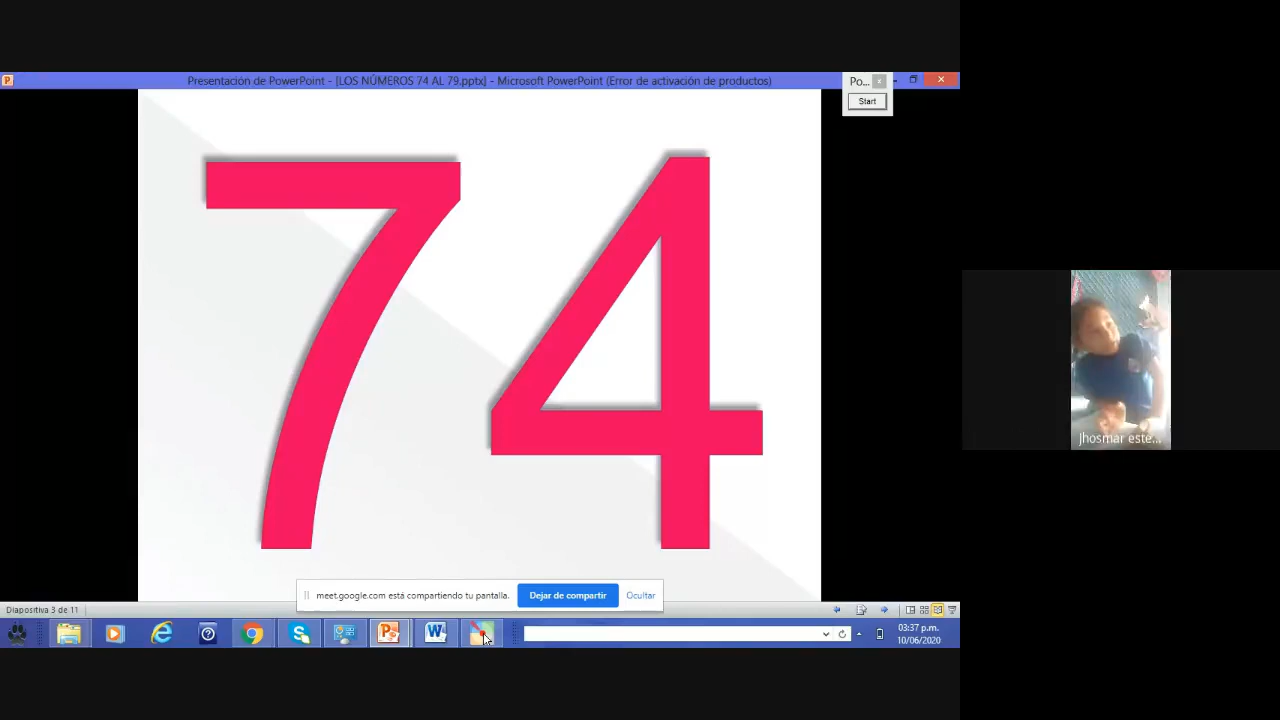 Presentación de PowerPoint - [LOS NÚMEROS 74 AL 79.pptx] - Microsoft PowerPoint (Error de activación de productos)
Po...
Start
74
Jhosmar este...
meet.google.com está compartiendo tu pantalla.
Dejar de compartir
Ocultar
Diapositiva 3 de 11
03:37 p.m.
10/06/2020